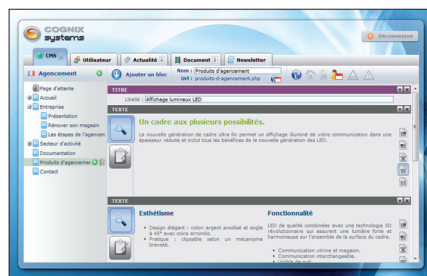 COGNIX
systems
Déconnexion
CMS
Utilisateur
Actualité
Document
Newsletter
Agencement
Ajouter un bloc
Nom : Produits d'agencement
Url : produits-d-agencement.php
Page d'attente
Accueil
Entreprise
Présentation
Rénover son magasin
Les étapes de l'agencen
Secteur d'activité
Documentation
Produits d'agencemen
Contact
TITRE
Libellé : Affichage lumineux LED
TEXTE
Un cadre aux plusieurs possibilités.
La nouvelle génération de cadre ultra fin permet un affichage illuminé de votre communication dans une
épaisseur réduite et inclut tous les bénéfices de la nouvelle génération des LED.
TEXTE
Esthétisme
• Design élégant : coton argent anodisé et angle
à 45° avec coins arrondis.
• Pratique : clipsable selon un mécanisme
breveté.
Fonctionnalité
LED de qualité combinées avec une technologie 3D
révolutionnaire qui assurent une lumière forte et
harmonieuse sur l'ensemble de la surface du cadre.
• Communication vitrine et magasin.
• Communication interchangeable.
• Visible de nuit